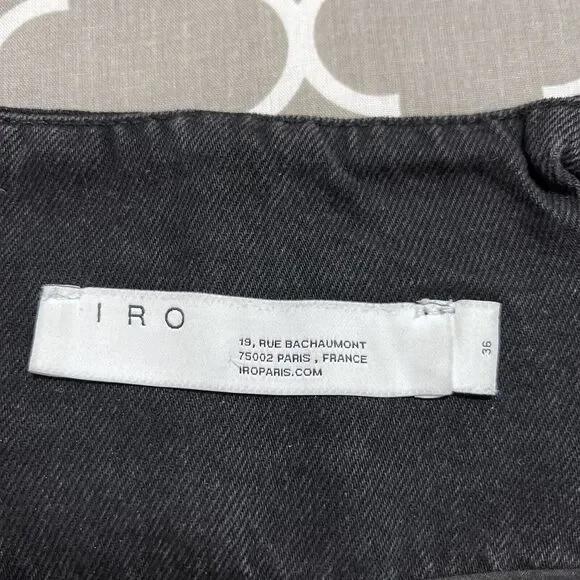 IRO
19, RUE BACHAUMONT
75002 PARIS , FRANCE
IROPARIS.COM
36